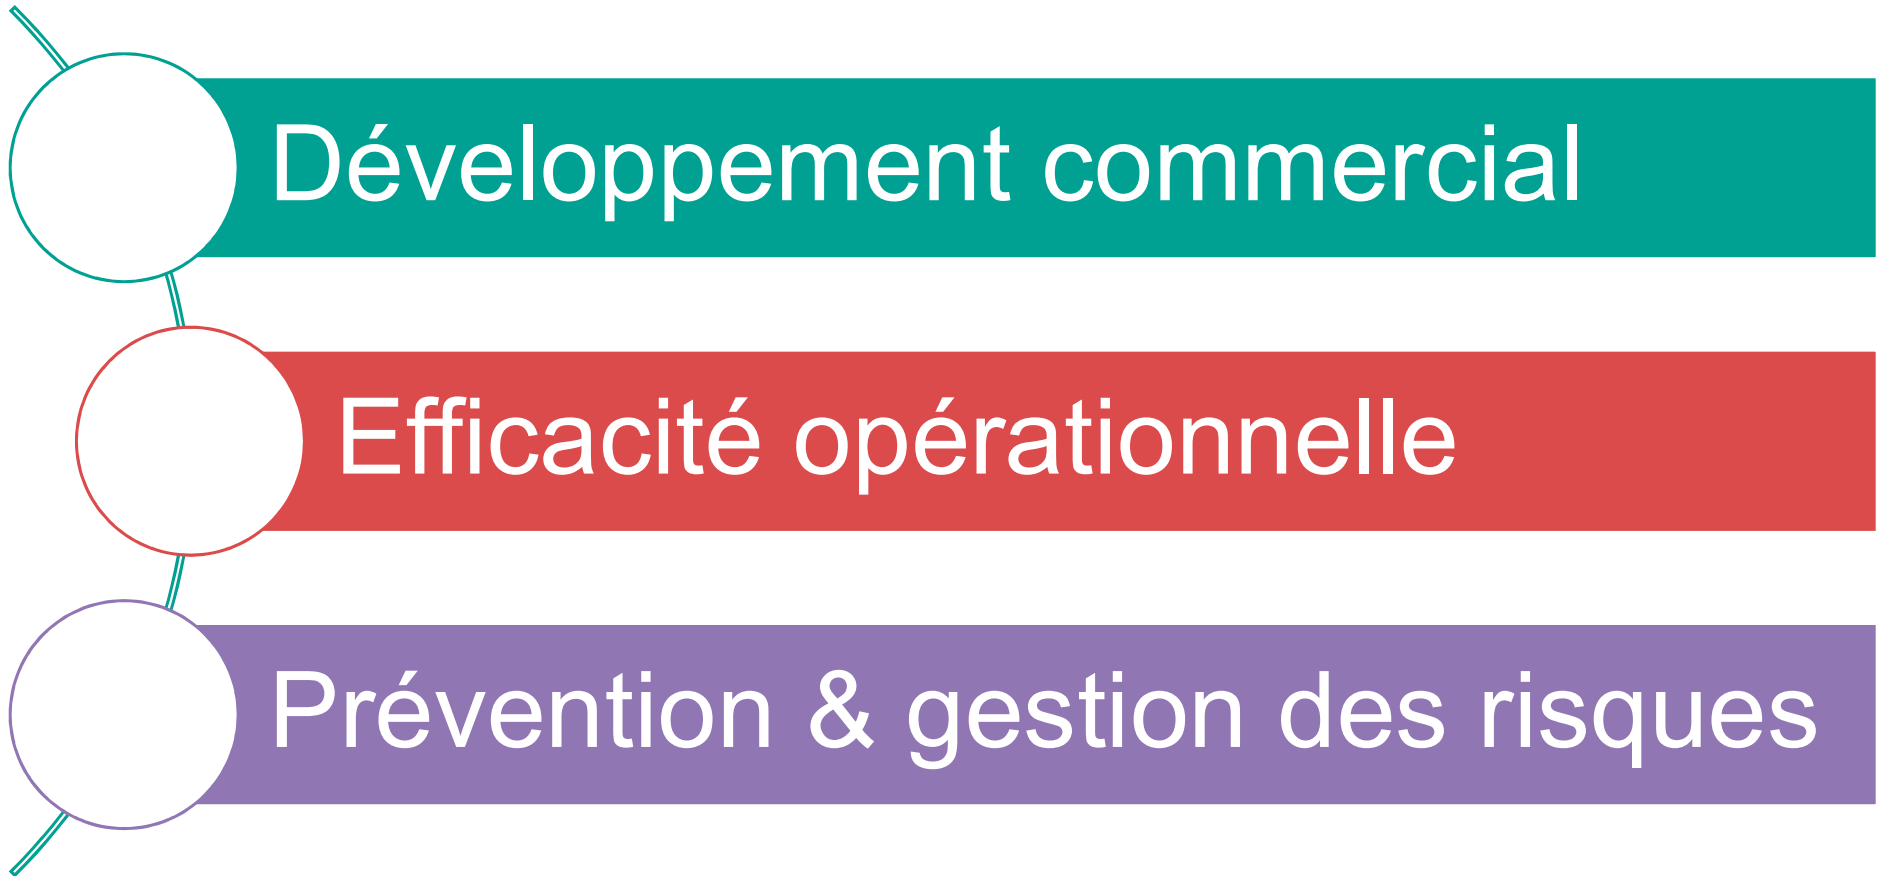 Développement commercial
Efficacité opérationnelle
Prévention & gestion des risques